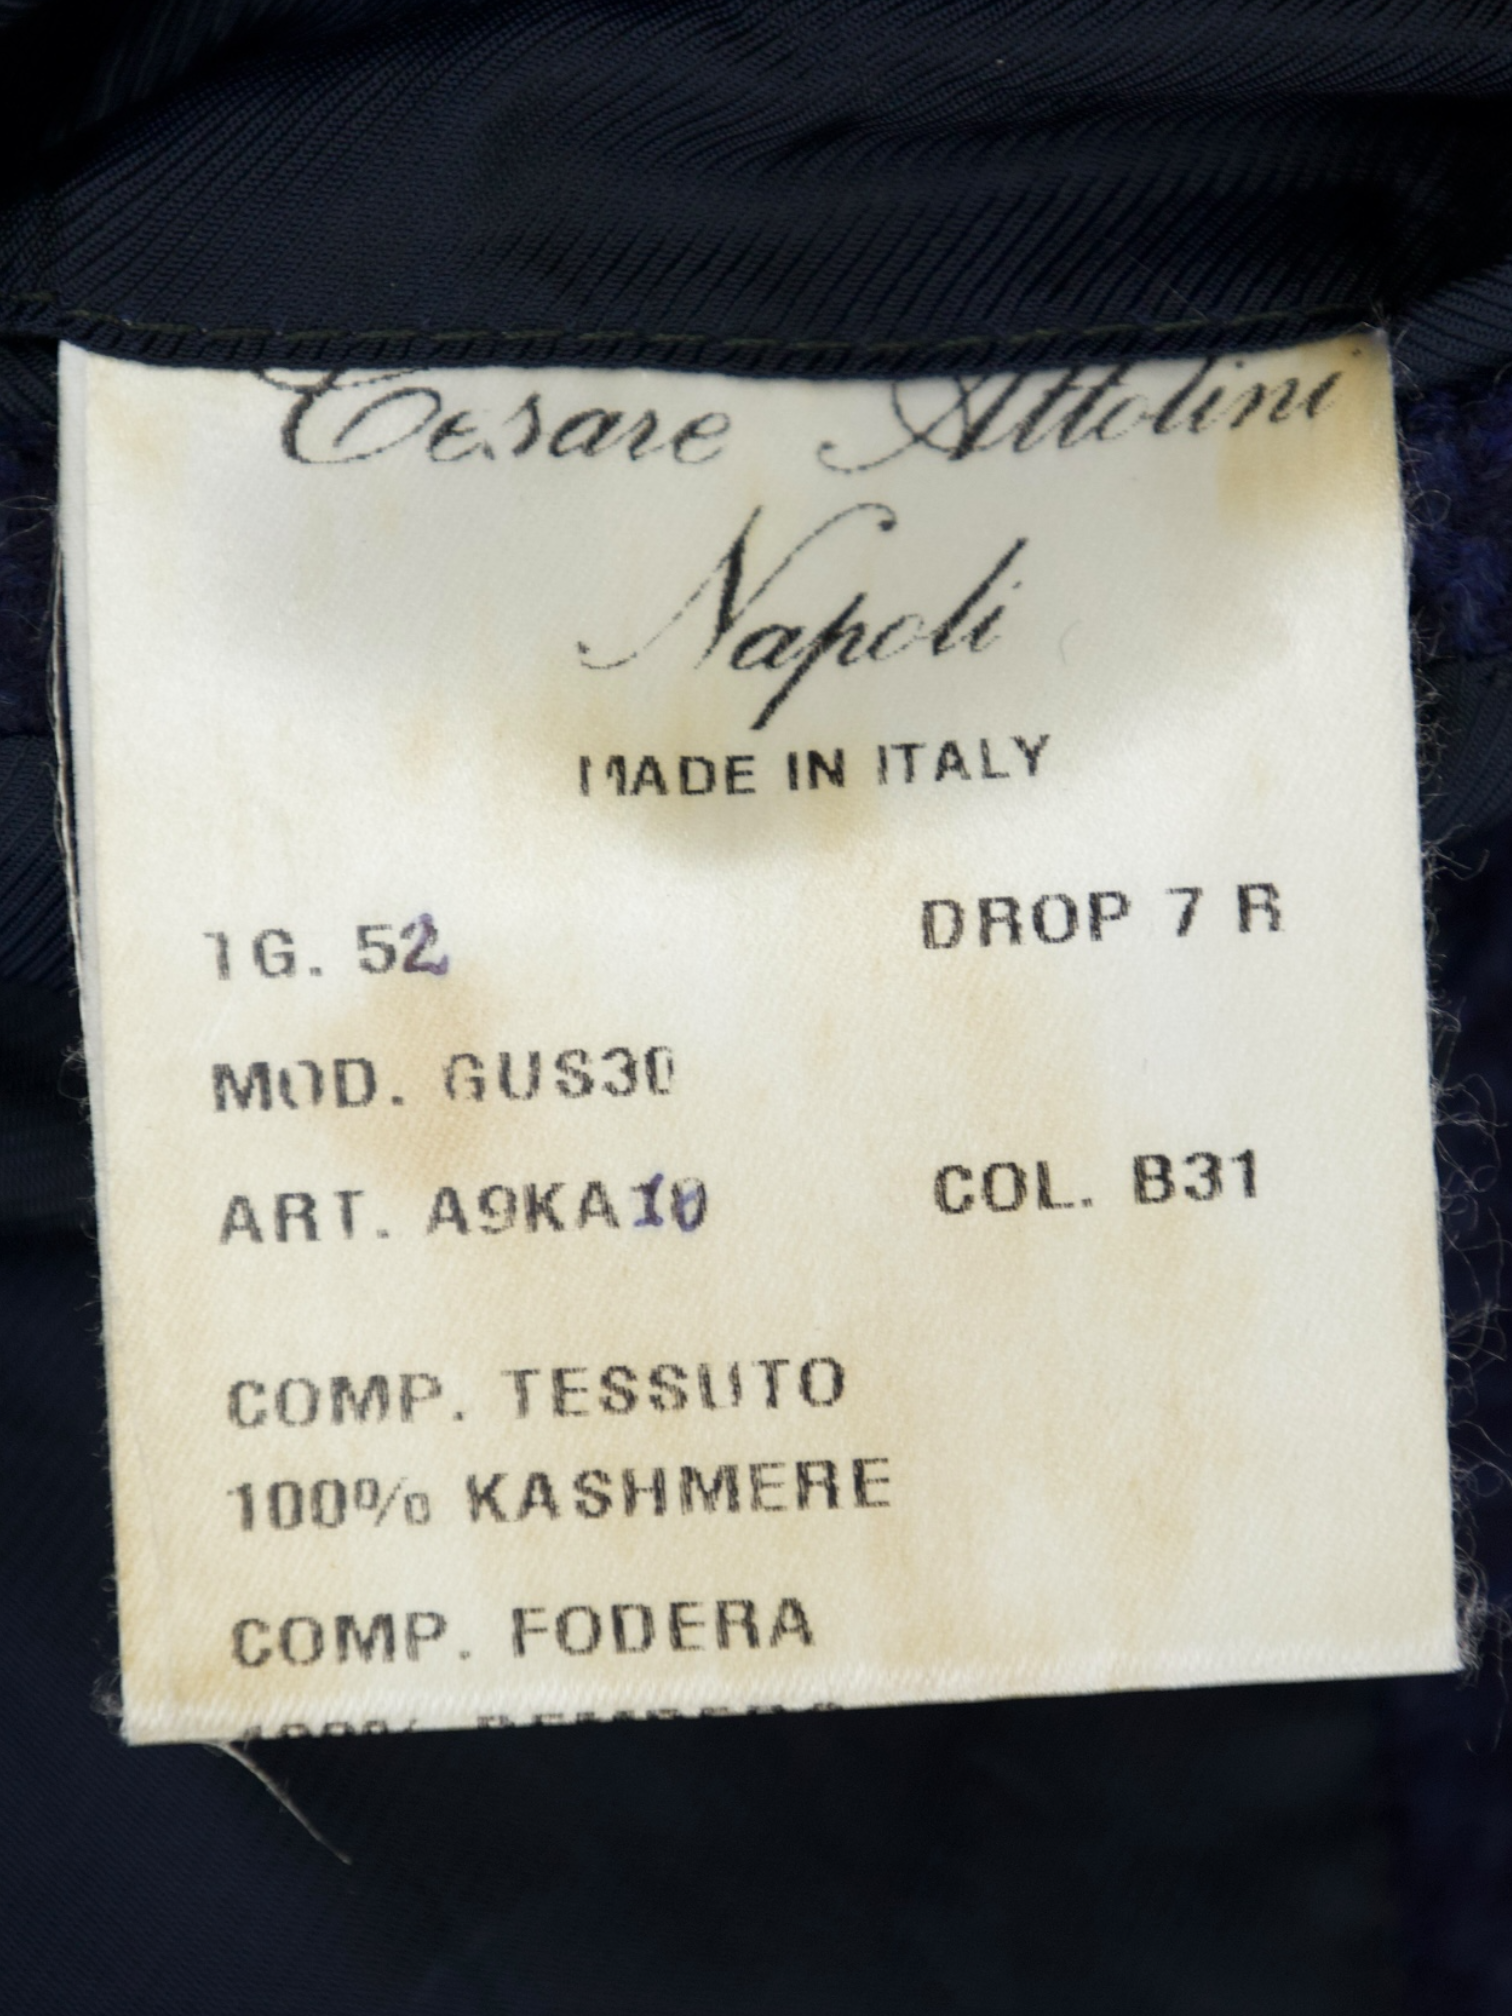 Cesare Attolini
Napoli
MADE IN ITALY
TG. 52 DROP 7 R
MOD. GUS30
ART. A9KA10 COL. B31
COMP. TESSUTO
100% KASHMERE
COMP. FODERA
100%